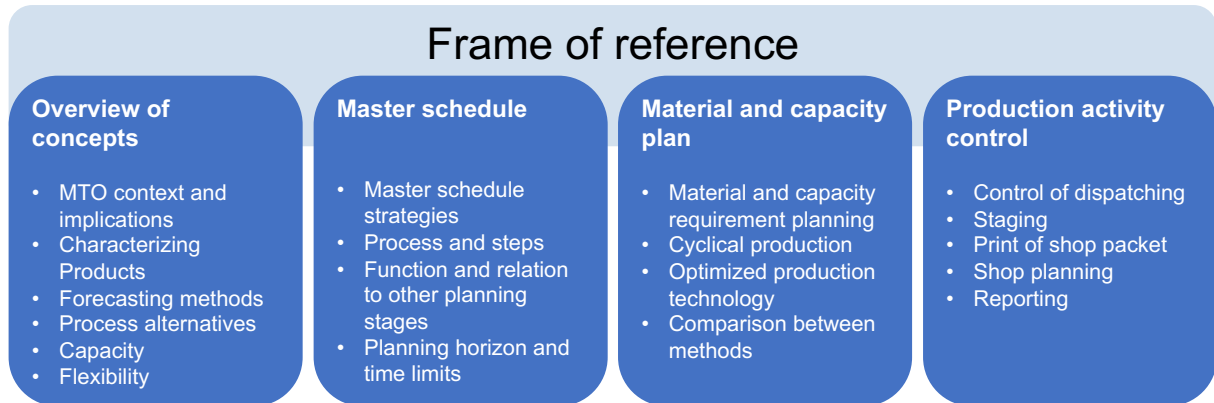 Frame of reference
Overview of
concepts
• MTO context and
implications
• Characterizing
Products
• Forecasting methods
• Process alternatives
• Capacity
• Flexibility
Master schedule
• Master schedule
strategies
• Process and steps
• Function and relation
to other planning
stages
• Planning horizon and
time limits
Material and capacity
plan
• Material and capacity
requirement planning
• Cyclical production
• Optimized production
technology
• Comparison between
methods
Production activity
control
• Control of dispatching
• Staging
• Print of shop packet
• Shop planning
• Reporting